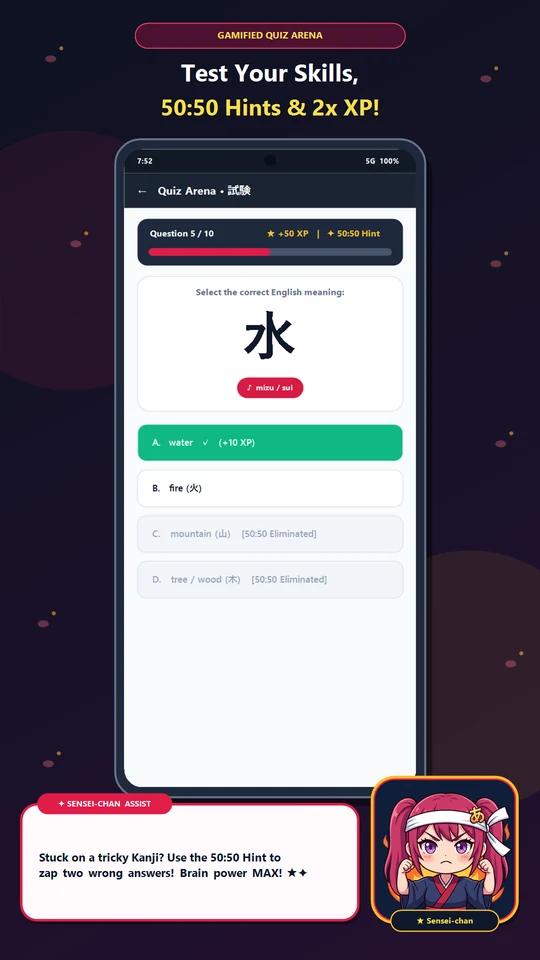 GAMIFIED QUIZ ARENA
Test Your Skills,
50:50 Hints & 2x XP!
7:52 5G 100%
← Quiz Arena • 試験
Question 5 / 10 ★ +50 XP | ✦ 50:50 Hint
Select the correct English meaning:
水
♪ mizu / sui
A. water ✓ (+10 XP)
B. fire (火)
C. mountain (山) [50:50 Eliminated]
D. tree / wood (木) [50:50 Eliminated]
✦ SENSEI-CHAN ASSIST
Stuck on a tricky Kanji? Use the 50:50 Hint to
zap two wrong answers! Brain power MAX! ★✦
あ
★ Sensei-chan